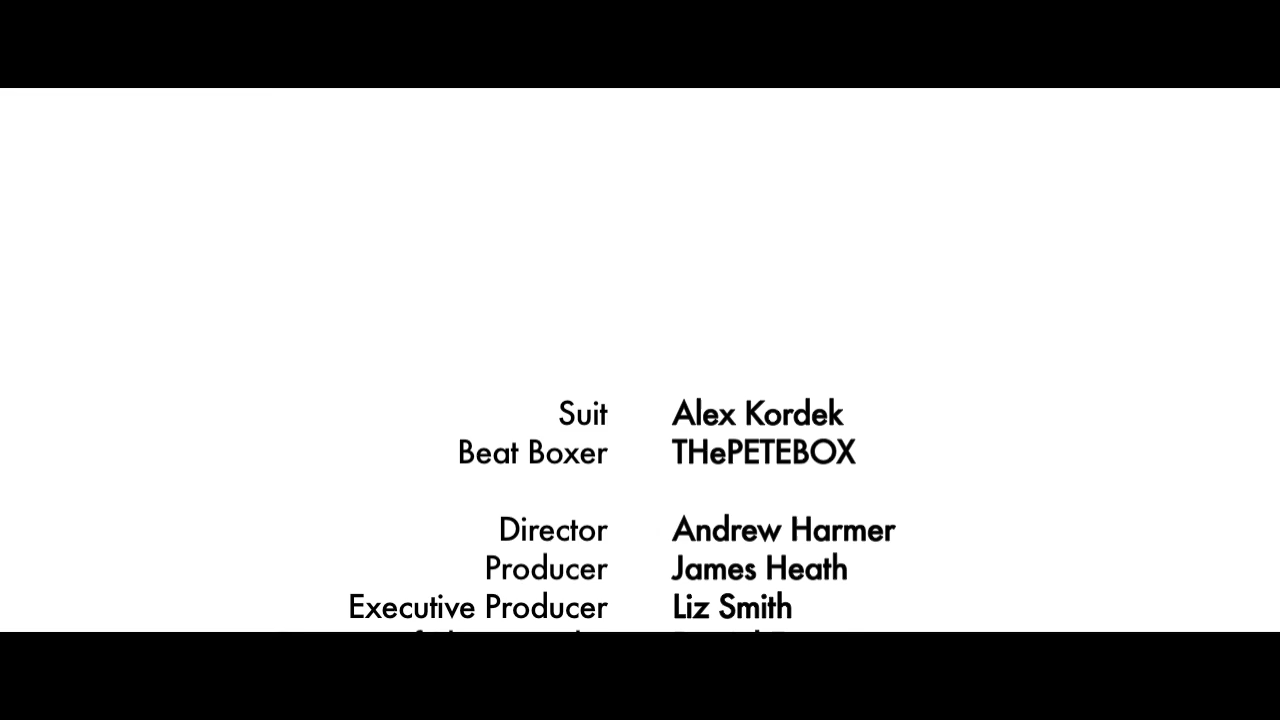 Suit Alex Kordek
Beat Boxer THePETEBOX
Director Andrew Harmer
Producer James Heath
Executive Producer Liz Smith